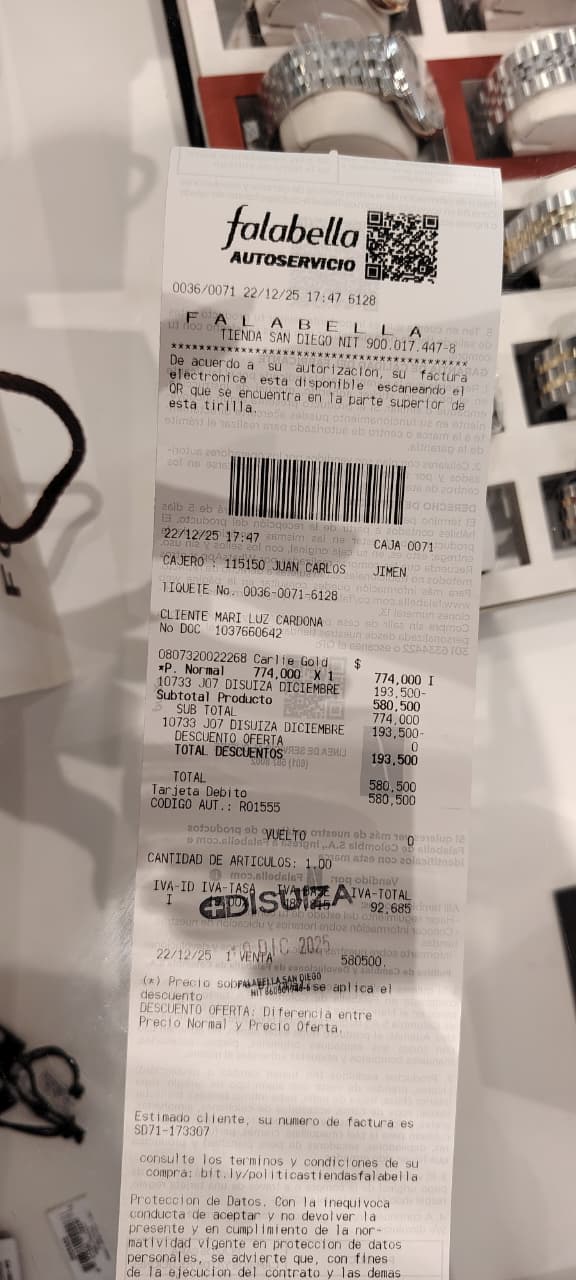 falabella
AUTOSERVICIO
0036/0071 22/12/25 17:47 6128
F A L A B E L L A
TIENDA SAN DIEGO NIT 900.017.447-8
****************************************
De acuerdo a su autorizacion, su factura
electronica esta disponible escaneando el
QR que se encuentra en la parte superior de
esta tirilla.
22/12/25 17:47 CAJA 0071
CAJERO : 115150 JUAN CARLOS JIMEN
TIQUETE No. 0036-0071-6128
CLIENTE MARI LUZ CARDONA
No DOC 1037660642
0807320022268 Carlie Gold $
*P. Normal 774,000 X 1 774,000 I
10733 J07 DISUIZA DICIEMBRE 193,500-
Subtotal Producto 580,500
SUB TOTAL 774,000
10733 J07 DISUIZA DICIEMBRE 193,500-
DESCUENTO OFERTA 0
TOTAL DESCUENTOS 193,500
TOTAL 580,500
Tarjeta Debito 580,500
CODIGO AUT.: R01555
VUELTO 0
CANTIDAD DE ARTICULOS: 1.00
IVA-ID IVA-TASA IVA-BASE IVA-TOTAL
I 92,685
DISUIZA
DIC 2025
22/12/25 1 VENTA 580500.
FALABELLA SAN DIEGO
(*) Precio se aplica el
descuento
DESCUENTO OFERTA: Diferencia entre
Precio Normal y Precio Oferta.
Estimado cliente, su numero de factura es
SD71-173307
consulte los terminos y condiciones de su
compra: bit.ly/politicastiendasfalabella
Proteccion de Datos. Con la inequivoca
conducta de aceptar y no devolver la
presente y en cumplimiento de la nor-
matividad vigente en proteccion de datos
personales, se advierte que, con fines
de la ejecucion del contrato y las demas